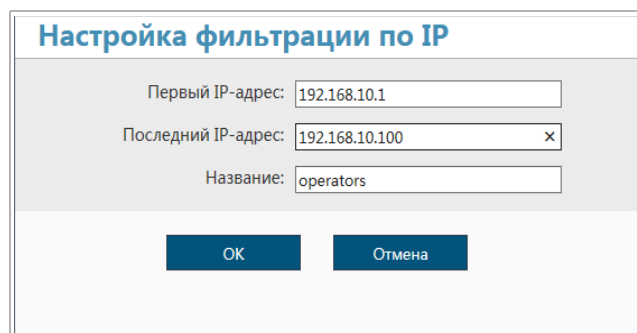 Настройка фильтрации по IP
Первый IP-адрес: 192.168.10.1
Последний IP-адрес: 192.168.10.100 ×
Название: operators
OK Отмена